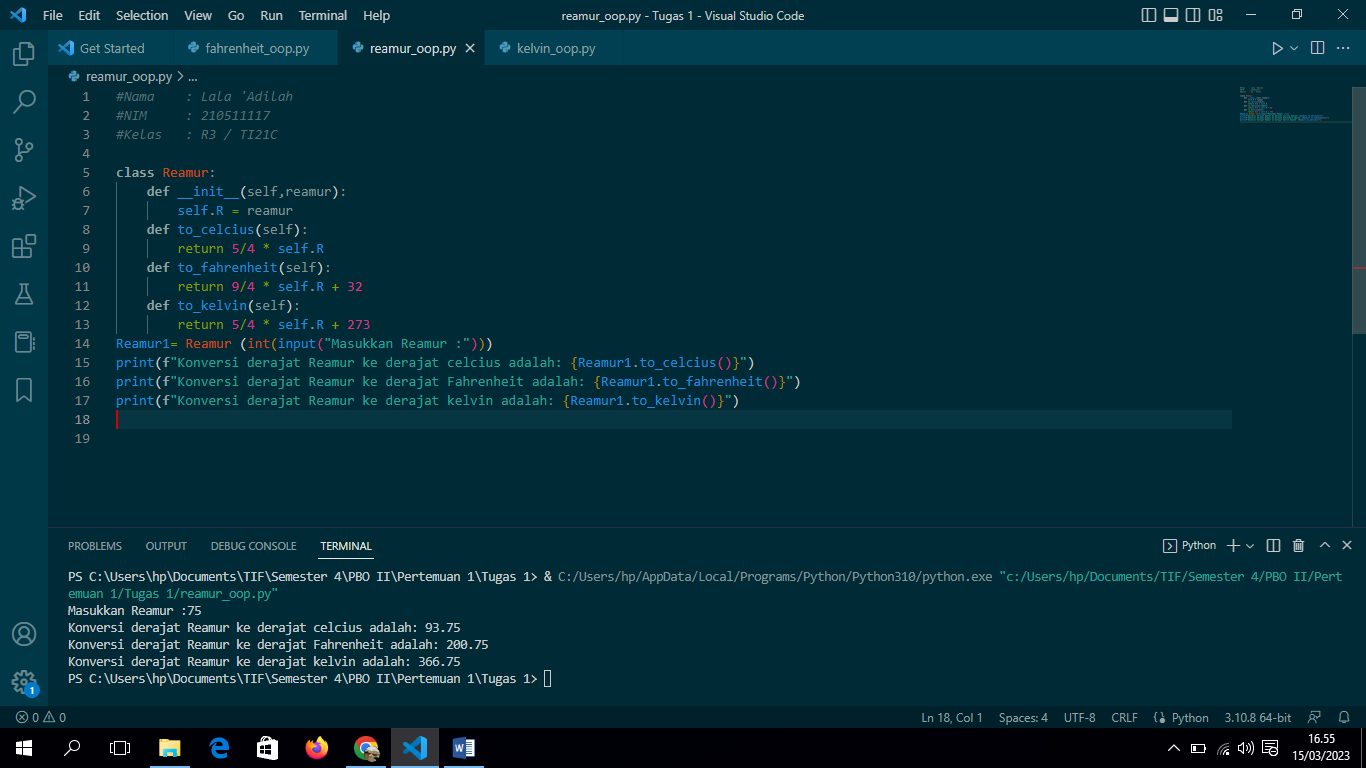 File Edit Selection View Go Run Terminal Help reamur_oop.py - Tugas 1 - Visual Studio Code
Get Started fahrenheit_oop.py reamur_oop.py kelvin_oop.py
reamur_oop.py > ...
1 #Nama    : Lala 'Adilah
2 #NIM     : 210511117
3 #Kelas   : R3 / TI21C
4
5 class Reamur:
6     def __init__(self,reamur):
7         self.R = reamur
8     def to_celcius(self):
9         return 5/4 * self.R
10     def to_fahrenheit(self):
11         return 9/4 * self.R + 32
12     def to_kelvin(self):
13         return 5/4 * self.R + 273
14 Reamur1= Reamur (int(input("Masukkan Reamur :")))
15 print(f"Konversi derajat Reamur ke derajat celcius adalah: {Reamur1.to_celcius()}")
16 print(f"Konversi derajat Reamur ke derajat Fahrenheit adalah: {Reamur1.to_fahrenheit()}")
17 print(f"Konversi derajat Reamur ke derajat kelvin adalah: {Reamur1.to_kelvin()}")
18
19
PROBLEMS OUTPUT DEBUG CONSOLE TERMINAL Python
PS C:\Users\hp\Documents\TIF\Semester 4\PBO II\Pertemuan 1\Tugas 1> & C:/Users/hp/AppData/Local/Programs/Python/Python310/python.exe "c:/Users/hp/Documents/TIF/Semester 4/PBO II/Pert
emuan 1/Tugas 1/reamur_oop.py"
Masukkan Reamur :75
Konversi derajat Reamur ke derajat celcius adalah: 93.75
Konversi derajat Reamur ke derajat Fahrenheit adalah: 200.75
Konversi derajat Reamur ke derajat kelvin adalah: 366.75
PS C:\Users\hp\Documents\TIF\Semester 4\PBO II\Pertemuan 1\Tugas 1>
1
0 0 Ln 18, Col 1 Spaces: 4 UTF-8 CRLF Python 3.10.8 64-bit
16.55
15/03/2023